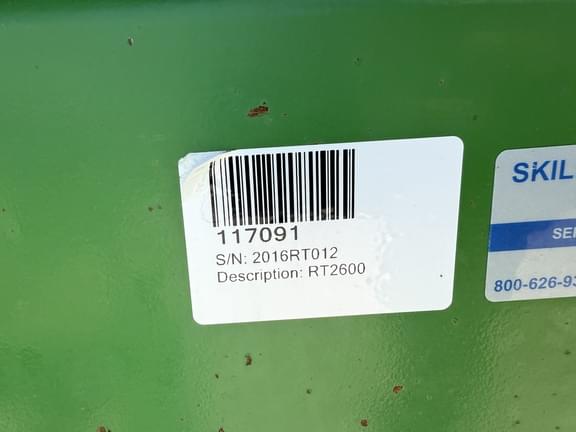 117091
S/N: 2016RT012
Description: RT2600
SKIL
SE
800-626-93